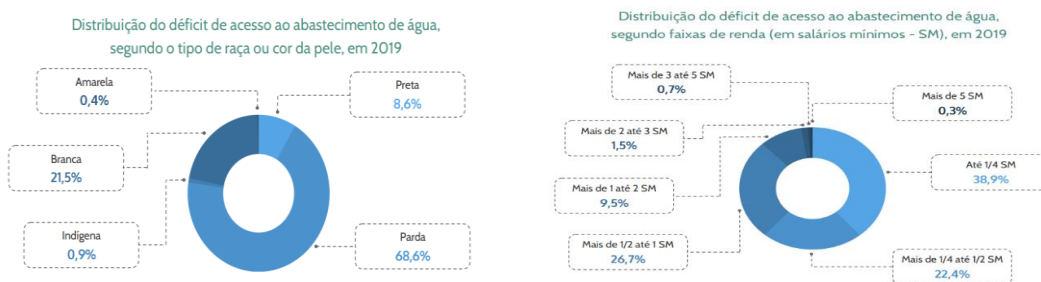 Distribuição do déficit de acesso ao abastecimento de água,
segundo o tipo de raça ou cor da pele, em 2019
Amarela
0,4%
Preta
8,6%
Branca
21,5%
Indígena
0,9%
Parda
68,6%
Distribuição do déficit de acesso ao abastecimento de água,
segundo faixas de renda (em salários mínimos - SM), em 2019
Mais de 3 até 5 SM
0,7%
Mais de 5 SM
0,3%
Mais de 2 até 3 SM
1,5%
Até 1/4 SM
38,9%
Mais de 1 até 2 SM
9,5%
Mais de 1/2 até 1 SM
26,7%
Mais de 1/4 até 1/2 SM
22,4%